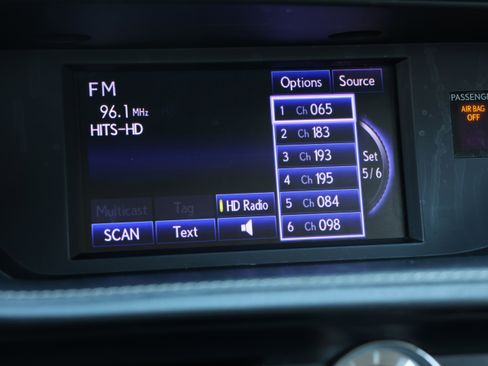 FM
Options
Source
96.1 MHz
HITS-HD
1 Ch 065
2 Ch 183
3 Ch 193
4 Ch 195
5 Ch 084
6 Ch 098
Set
5/6
Multicast
Tag
HD Radio
SCAN
Text
AIR BAG
OFF